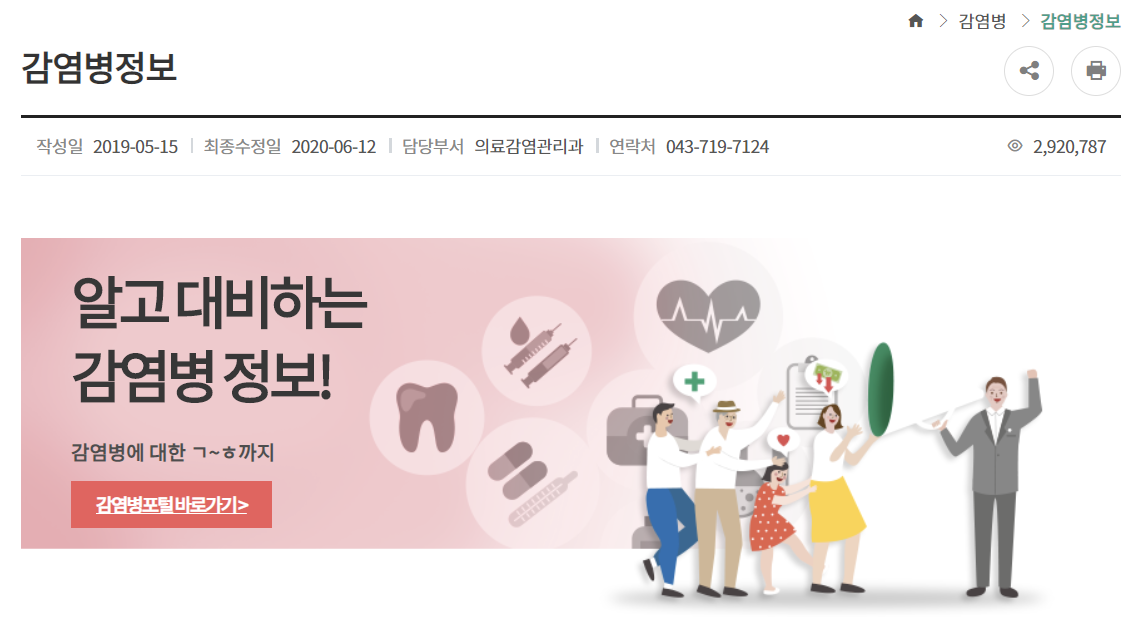 감염병 감염병정보
감염병정보
작성일 2019-05-15 최종수정일 2020-06-12 담당부서 의료감염관리과 연락처 043-719-7124 2,920,787
알고 대비하는
감염병 정보!
감염병에 대한 ㄱ~ㅎ까지
감염병포털 바로가기 >